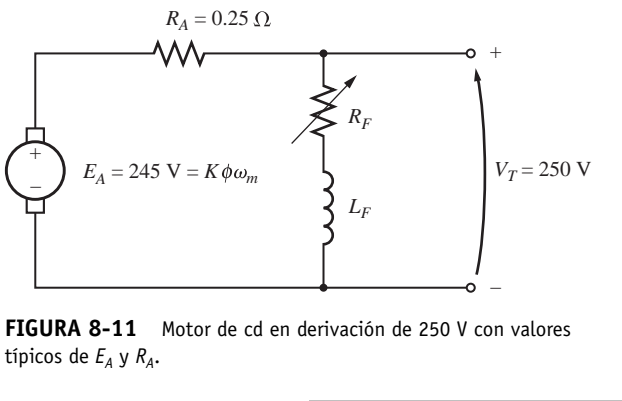 R_A = 0.25 Ω
+
R_F
+
−
E_A = 245 V = Kϕω_m
V_T = 250 V
L_F
−
FIGURA 8-11 Motor de cd en derivación de 250 V con valores
típicos de E_A y R_A.